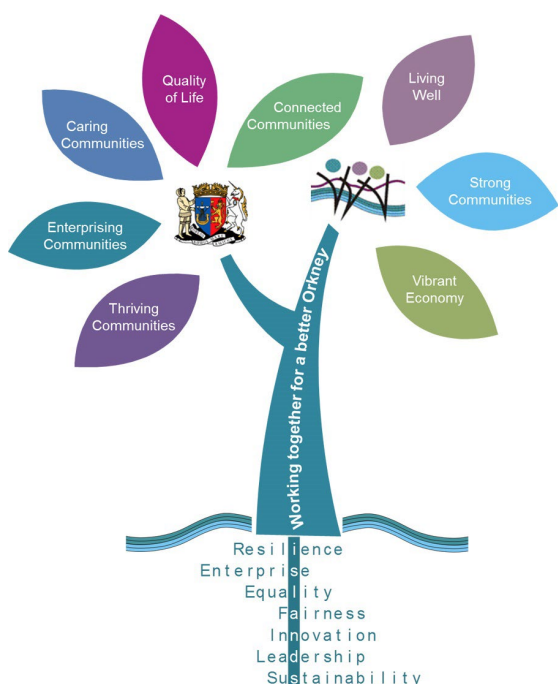 Quality
of Life
Living
Well
Connected
Communities
Caring
Communities
Strong
Communities
Enterprising
Communities
Vibrant
Economy
Thriving
Communities
Working together for a better Orkney
Resilience
Enterprise
Equality
Fairness
Innovation
Leadership
Sustainability